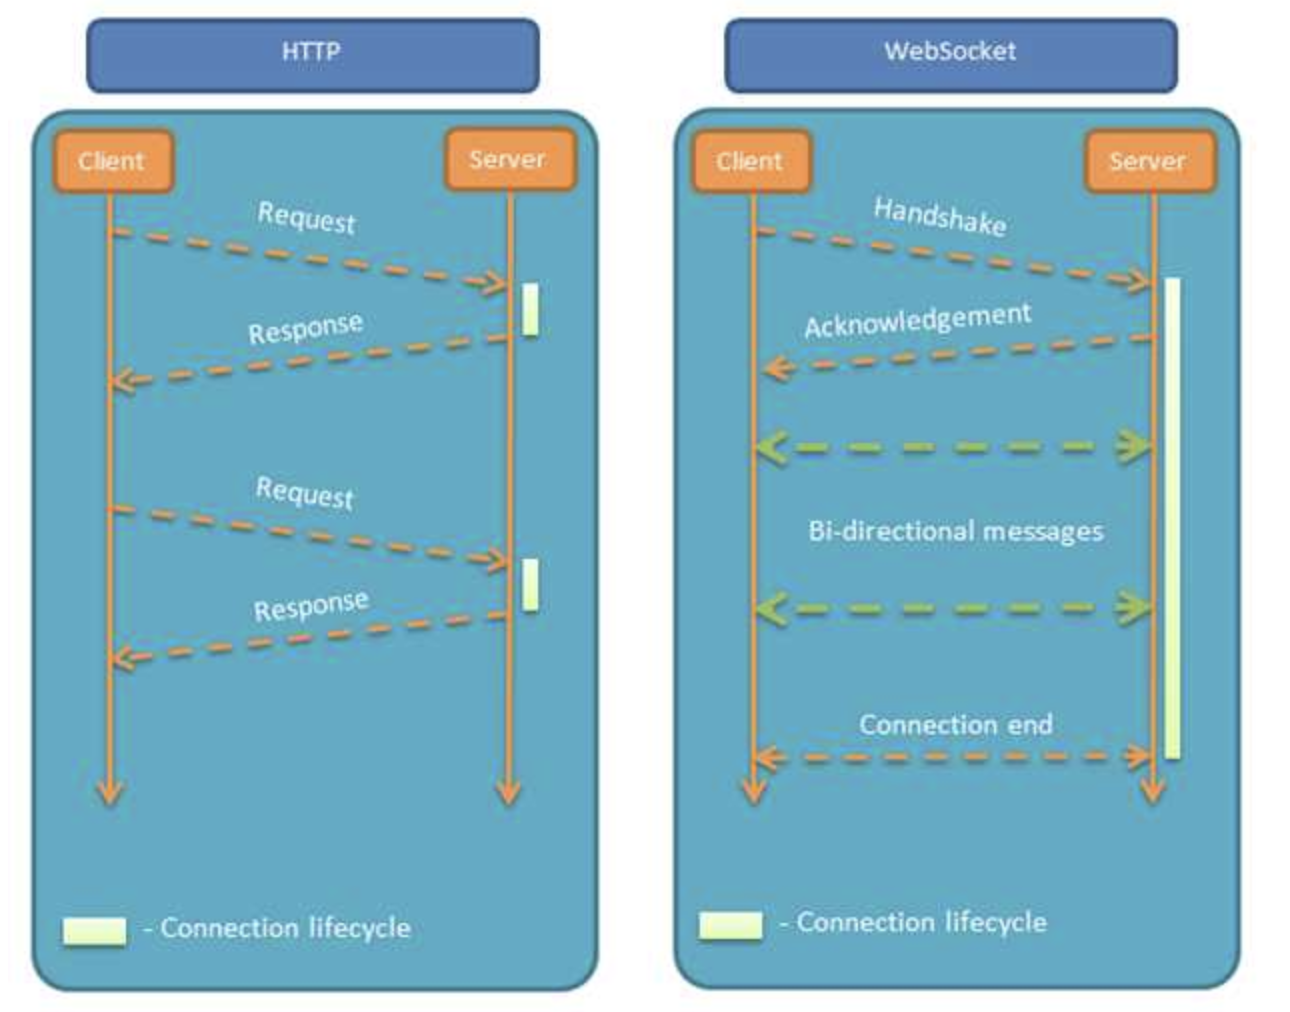 HTTP
Client
Server
Request
Response
Request
Response
- Connection lifecycle
WebSocket
Client
Server
Handshake
Acknowledgement
Bi-directional messages
Connection end
- Connection lifecycle